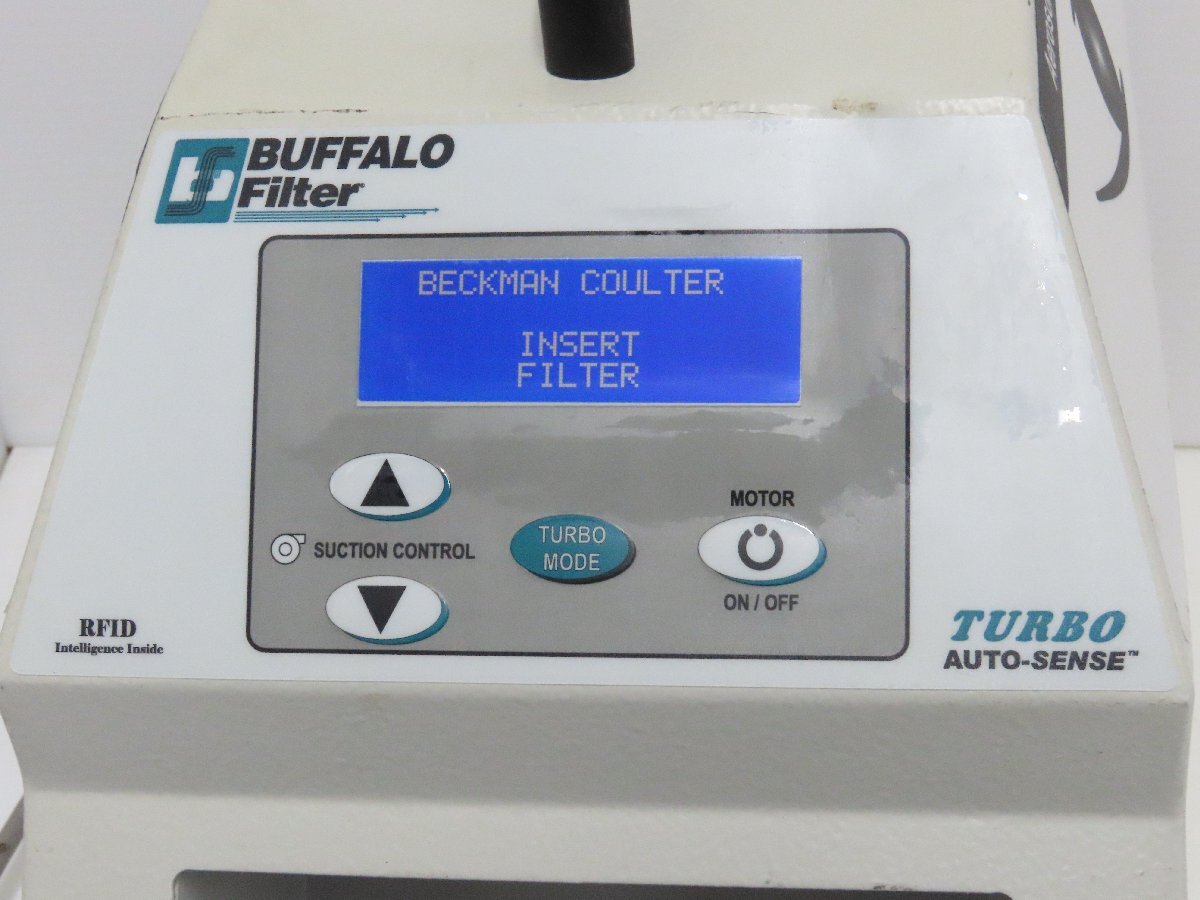 BUFFALO
Filter®
BECKMAN COULTER
INSERT
FILTER
MOTOR
SUCTION CONTROL
TURBO
MODE
ON / OFF
RFID
Intelligence Inside
TURBO
AUTO-SENSE™